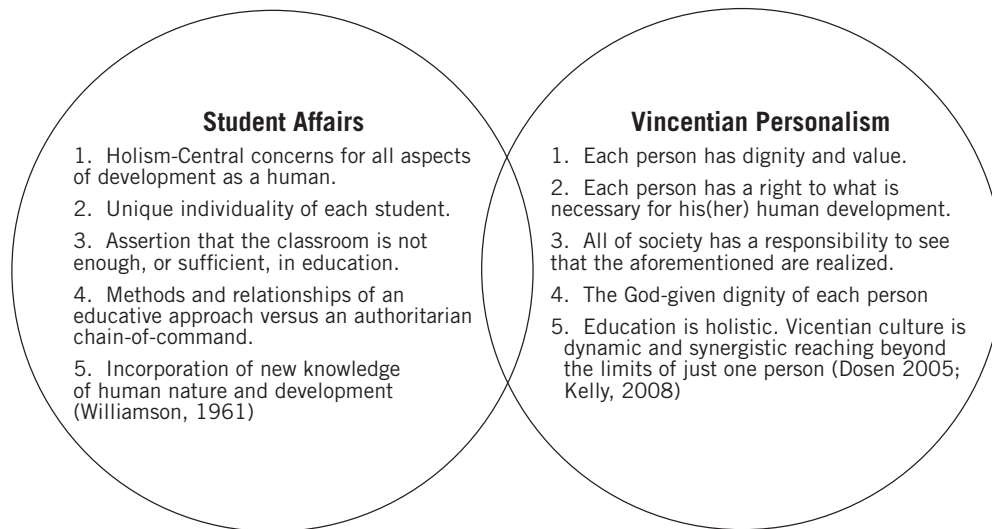 Student Affairs
1. Holism-Central concerns for all aspects
of development as a human.
2. Unique individuality of each student.
3. Assertion that the classroom is not
enough, or sufficient, in education.
4. Methods and relationships of an
educative approach versus an authoritarian
chain-of-command.
5. Incorporation of new knowledge
of human nature and development
(Williamson, 1961)
Vincentian Personalism
1. Each person has dignity and value.
2. Each person has a right to what is
necessary for his(her) human development.
3. All of society has a responsibility to see
that the aforementioned are realized.
4. The God-given dignity of each person
5. Education is holistic. Vicentian culture is
dynamic and synergistic reaching beyond
the limits of just one person (Dosen 2005;
Kelly, 2008)